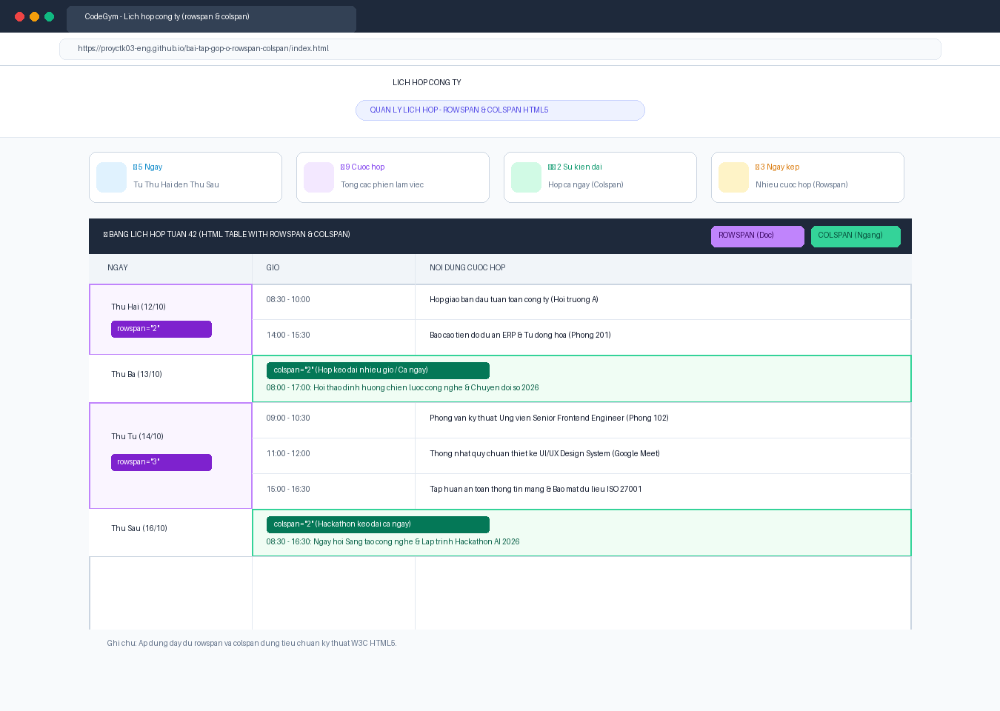 CodeGym - Lich hop cong ty (rowspan & colspan)
https://proyctk03-eng.github.io/bai-tap-gop-o-rowspan-colspan/index.html
LICH HOP CONG TY
QUAN LY LICH HOP - ROWSPAN & COLSPAN HTML5
5 Ngay
Tu Thu Hai den Thu Sau
9 Cuoc hop
Tong cac phien lam viec
2 Su kien dai
Hop ca ngay (Colspan)
3 Ngay kep
Nhieu cuoc hop (Rowspan)
BANG LICH HOP TUAN 42 (HTML TABLE WITH ROWSPAN & COLSPAN)
ROWSPAN (Doc)
COLSPAN (Ngang)
NGAY GIO NOI DUNG CUOC HOP
Thu Hai (12/10)
rowspan="2"
08:30 - 10:00 Hop giao ban dau tuan toan cong ty (Hoi truong A)
14:00 - 15:30 Bao cao tien do du an ERP & Tu dong hoa (Phong 201)
Thu Ba (13/10)
colspan="2" (Hop keo dai nhieu gio / Ca ngay)
08:00 - 17:00: Hoi thao dinh huong chien luoc cong nghe & Chuyen doi so 2026
Thu Tu (14/10)
rowspan="3"
09:00 - 10:30 Phong van ky thuat: Ung vien Senior Frontend Engineer (Phong 102)
11:00 - 12:00 Thong nhat quy chuan thiet ke UI/UX Design System (Google Meet)
15:00 - 16:30 Tap huan an toan thong tin mang & Bao mat du lieu ISO 27001
Thu Sau (16/10)
colspan="2" (Hackathon keo dai ca ngay)
08:30 - 16:30: Ngay hoi Sang tao cong nghe & Lap trinh Hackathon AI 2026
Ghi chu: Ap dung day du rowspan va colspan dung tieu chuan ky thuat W3C HTML5.